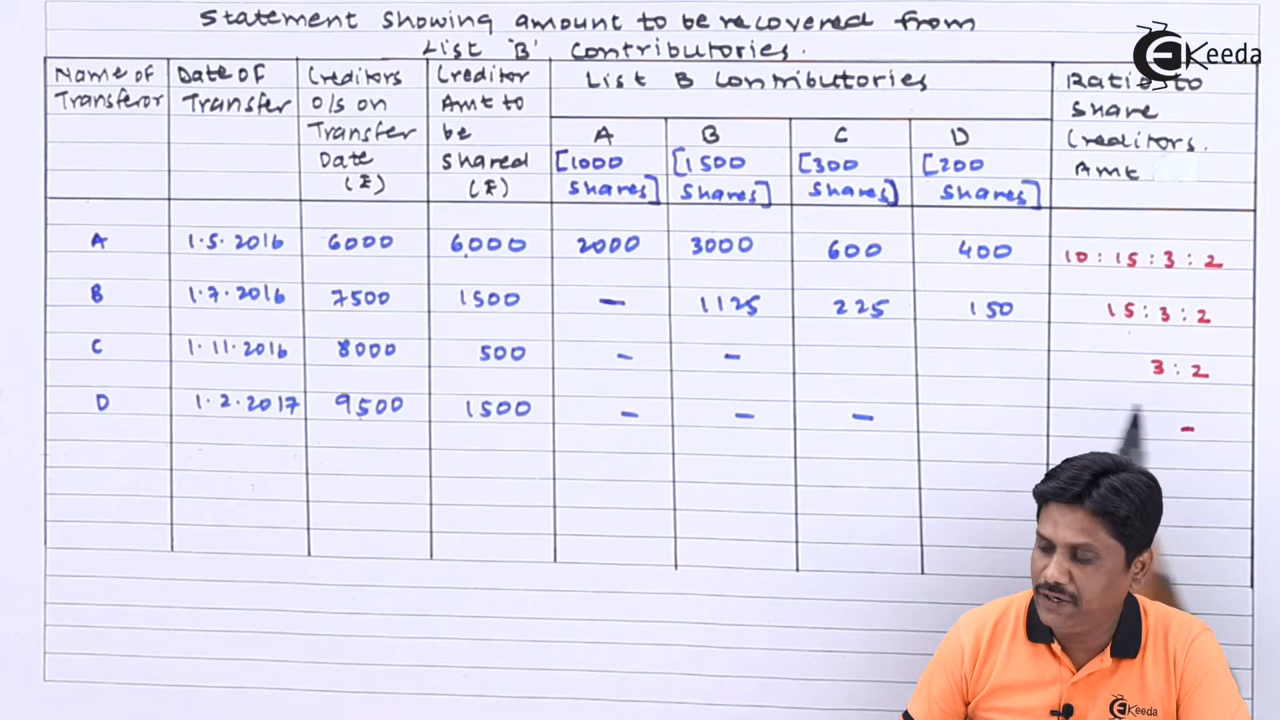 Statement showing amount to be recovered from
List 'B' Contributories.
Keeda
Name of Transferor
Date of Transfer
Creditors o/s on Transfer Date (₹)
Creditor Amt to be shared (₹)
List B Contributories
Ratio to Share Creditors. Amt
A [1000 Shares]
B [1500 Shares]
C [300 Shares]
D [200 Shares]
A 1.5.2016 6000 6000 2000 3000 600 400 10:15:3:2
B 1.7.2016 7500 1500 — 1125 225 150 15:3:2
C 1.11.2016 8000 500 - - 3:2
D 1.2.2017 9500 1500 - - - -
Keeda